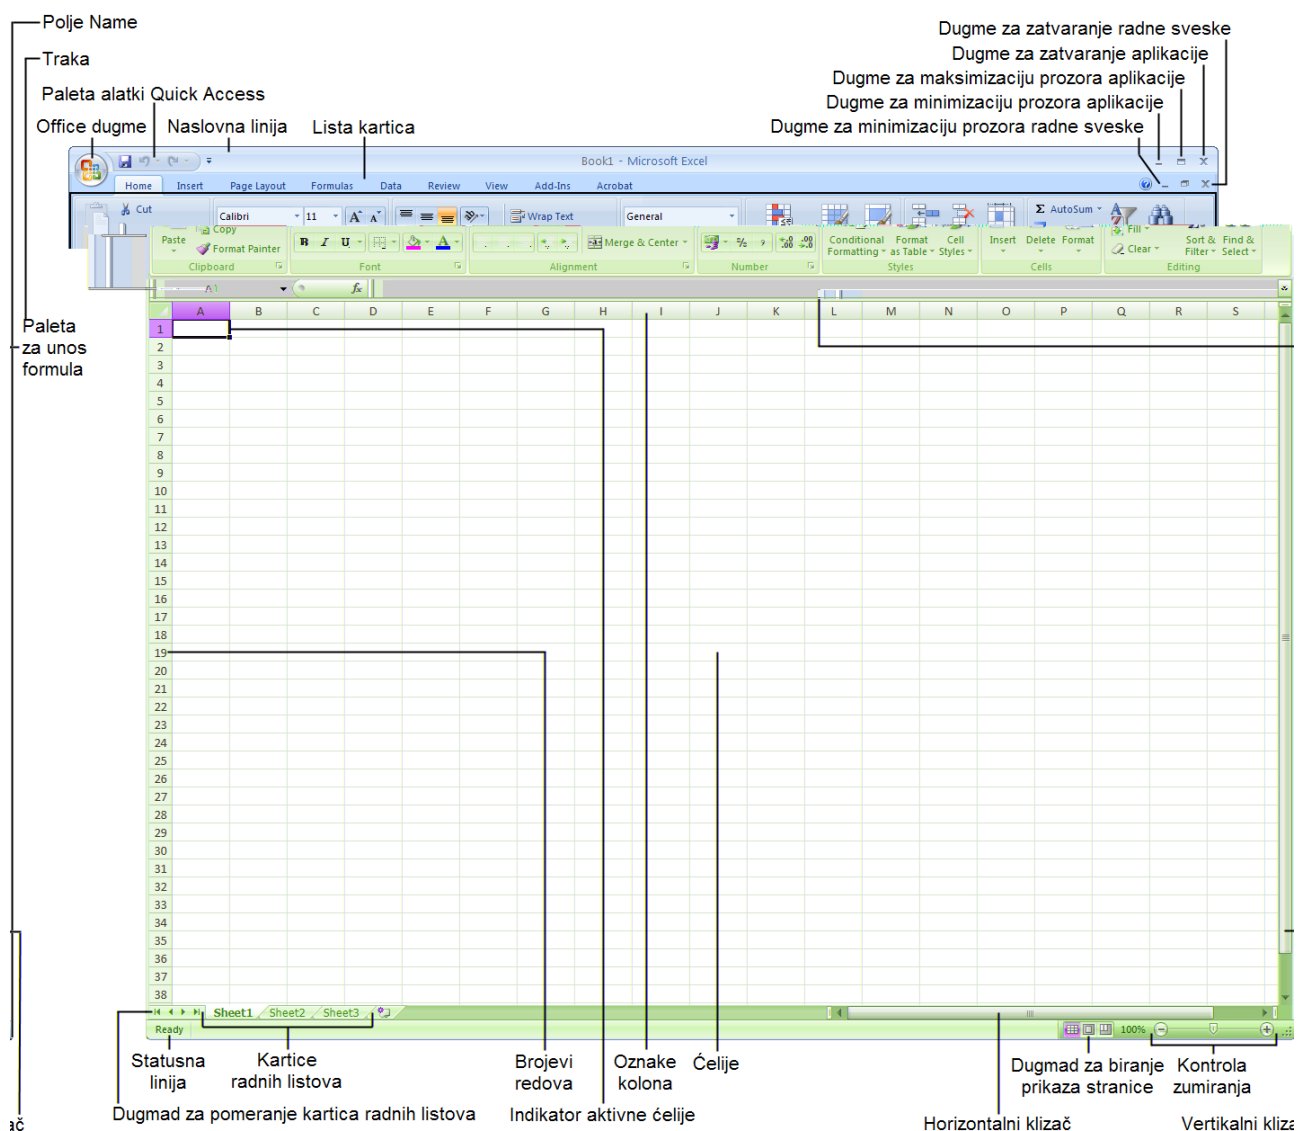 Polje Name
Dugme za zatvaranje radne sveske
Traka
Dugme za zatvaranje aplikacije
Dugme za maksimizaciju prozora aplikacije
Paleta alatki Quick Access
Dugme za minimizaciju prozora aplikacije
Office dugme Naslovna linija Lista kartica
Dugme za minimizaciju prozora radne sveske
Book1 - Microsoft Excel
Home Insert Page Layout Formulas Data Review View Add-Ins Acrobat
Cut Calibri 11 Wrap Text General Σ AutoSum
Copy Fill
Paste Format Painter B I U A Merge & Center % Conditional Format Cell Insert Delete Format Clear Sort & Find &
Formatting as Table Styles Filter Select
Clipboard Font Alignment Number Styles Cells Editing
A1 fx
A B C D E F G H I J K L M N O P Q R S
Paleta
za unos
formula
1
2
3
4
5
6
7
8
9
10
11
12
13
14
15
16
17
18
19
20
21
22
23
24
25
26
27
28
29
30
31
32
33
34
35
36
37
38
Sheet1 Sheet2 Sheet3
Ready 100%
Statusna
linija
Kartice
radnih listova
Brojevi
redova
Oznake
kolona
Ćelije
Dugmad za biranje
prikaza stranice
Kontrola
zumiranja
Dugmad za pomeranje kartica radnih listova
Indikator aktivne ćelije
Horizontalni klizač
Vertikalni kliza
ač